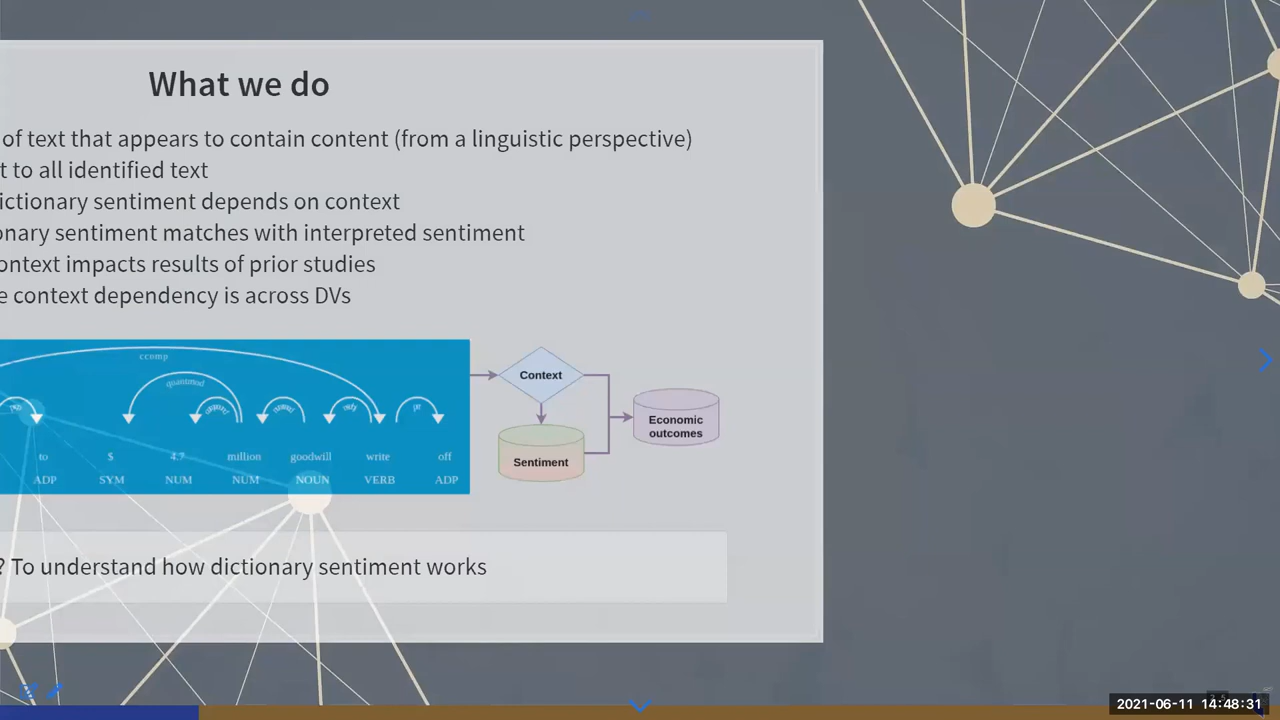 What we do
of text that appears to contain content (from a linguistic perspective)
t to all identified text
ictionary sentiment depends on context
onary sentiment matches with interpreted sentiment
ontext impacts results of prior studies
e context dependency is across DVs
ccomp
quantmod
Context
Economic
outcomes
Sentiment
to $ 4.7 million goodwill write off
ADP SYM NUM NUM NOUN VERB ADP
? To understand how dictionary sentiment works
2021-06-11 14:48:31